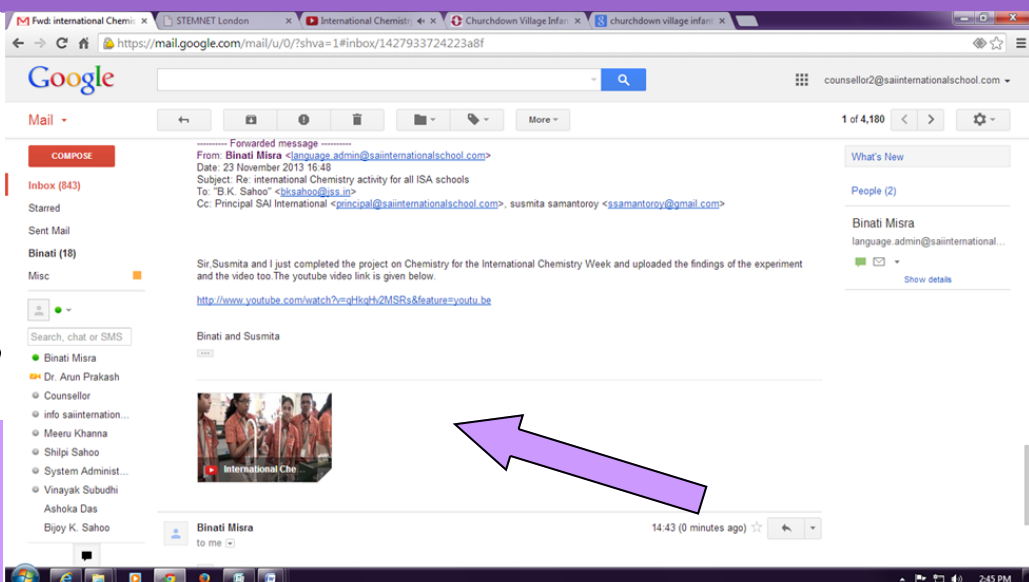 Fwd: international Chemis
STEMNET London
International Chemistry
Churchdown Village Infan
churchdown village infant
https://mail.google.com/mail/u/0/?shva=1#inbox/1427933724223a8f
Google
counsellor2@saiinternationalschool.com
Mail
More
1 of 4,180
COMPOSE
Inbox (843)
Starred
Sent Mail
Binati (18)
Misc
Search, chat or SMS
Binati Misra
Dr. Arun Prakash
Counsellor
info saiinternation...
Meeru Khanna
Shilpi Sahoo
System Administ...
Vinayak Subudhi
Ashoka Das
Bijoy K. Sahoo
---------- Forwarded message ----------
From: Binati Misra <language.admin@saiinternationalschool.com>
Date: 23 November 2013 16:48
Subject: Re: international Chemistry activity for all ISA schools
To: "B.K. Sahoo" <bksahoo@jss.in>
Cc: Principal SAI International <principal@saiinternationalschool.com>, susmita samantoroy <ssamantoroy@gmail.com>
Sir,Susmita and I just completed the project on Chemistry for the International Chemistry Week and uploaded the findings of the experiment
and the video too.The youtube video link is given below.
http://www.youtube.com/watch?v=qHkqHv2MSRs&feature=youtu.be
Binati and Susmita
International Che...
Binati Misra
to me
14:43 (0 minutes ago)
What's New
People (2)
Binati Misra
language.admin@saiinternational...
Show details
2:45 PM